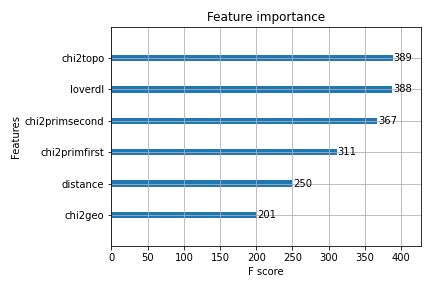 Feature importance
Features
chi2topo 389
loverdl 388
chi2primsecond 367
chi2primfirst 311
distance 250
chi2geo 201
0 50 100 150 200 250 300 350 400
F score